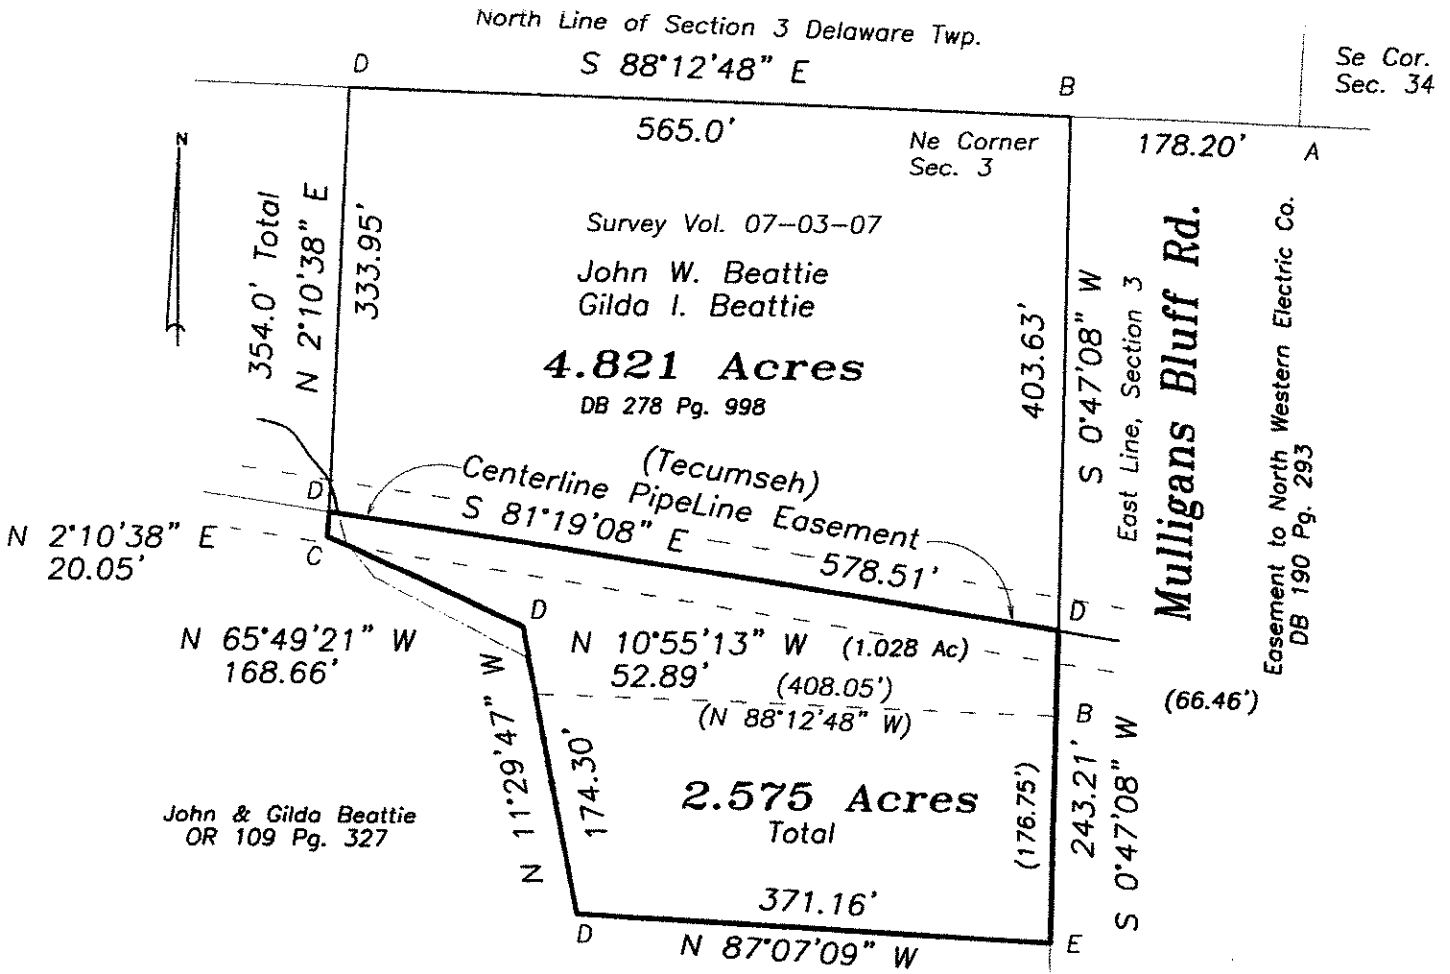 North Line of Section 3 Delaware Twp.
S 88°12'48" E
Se Cor.
Sec. 34
D
B
565.0'
Ne Corner
Sec. 3
178.20'
A
N
354.0' Total
N 2°10'38" E
333.95'
Survey Vol. 07-03-07
John W. Beattie
Gilda I. Beattie
4.821 Acres
DB 278 Pg. 998
403.63'
S 0°47'08" W
East Line, Section 3
Mulligans Bluff Rd.
Easement to North Western Electric Co.
DB 190 Pg. 293
(Tecumseh)
Centerline PipeLine Easement
S 81°19'08" E
578.51'
D
D
N 2°10'38" E
20.05'
C
D
N 65°49'21" W
168.66'
N 10°55'13" W
52.89'
(1.028 Ac)
(408.05')
(N 88°12'48" W)
B
(66.46')
N 11°29'47" W
174.30'
2.575 Acres
Total
(176.75')
243.21'
S 0°47'08" W
John & Gilda Beattie
OR 109 Pg. 327
371.16'
D
N 87°07'09" W
E